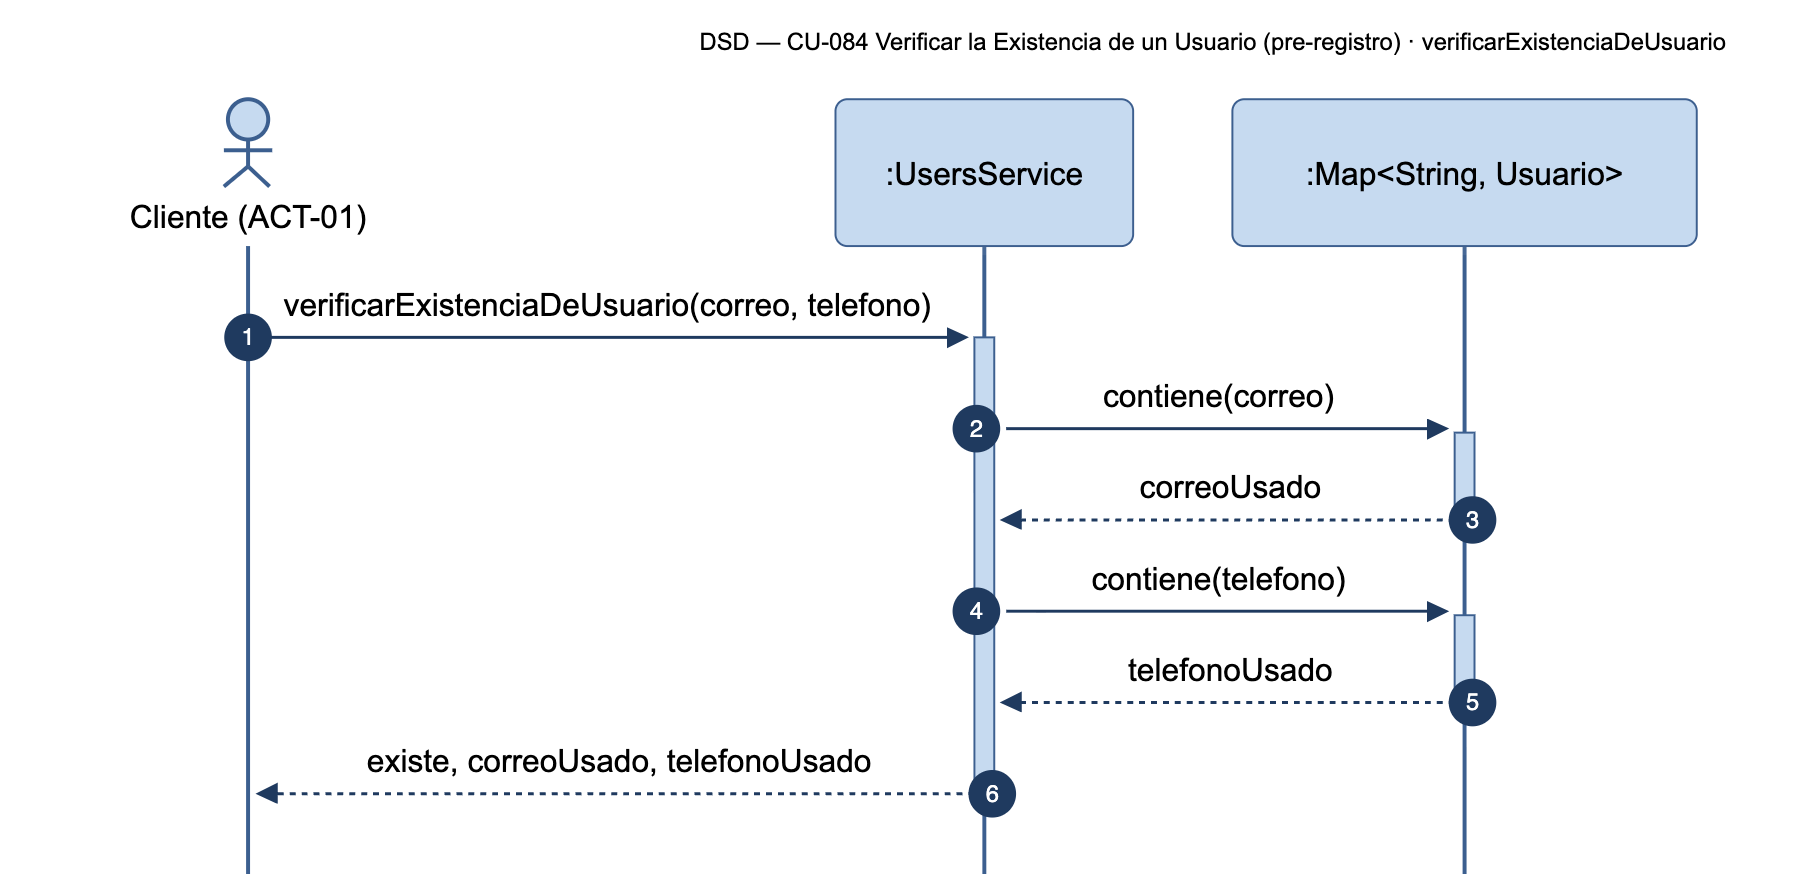 DSD — CU-084 Verificar la Existencia de un Usuario (pre-registro) · verificarExistenciaDeUsuario
Cliente (ACT-01)
:UsersService
:Map<String, Usuario>
verificarExistenciaDeUsuario(correo, telefono)
1
contiene(correo)
2
correoUsado
3
contiene(telefono)
4
telefonoUsado
5
existe, correoUsado, telefonoUsado
6